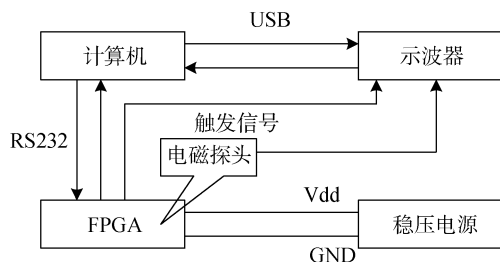 USB
计算机
示波器
触发信号
RS232
电磁探头
Vdd
FPGA
稳压电源
GND